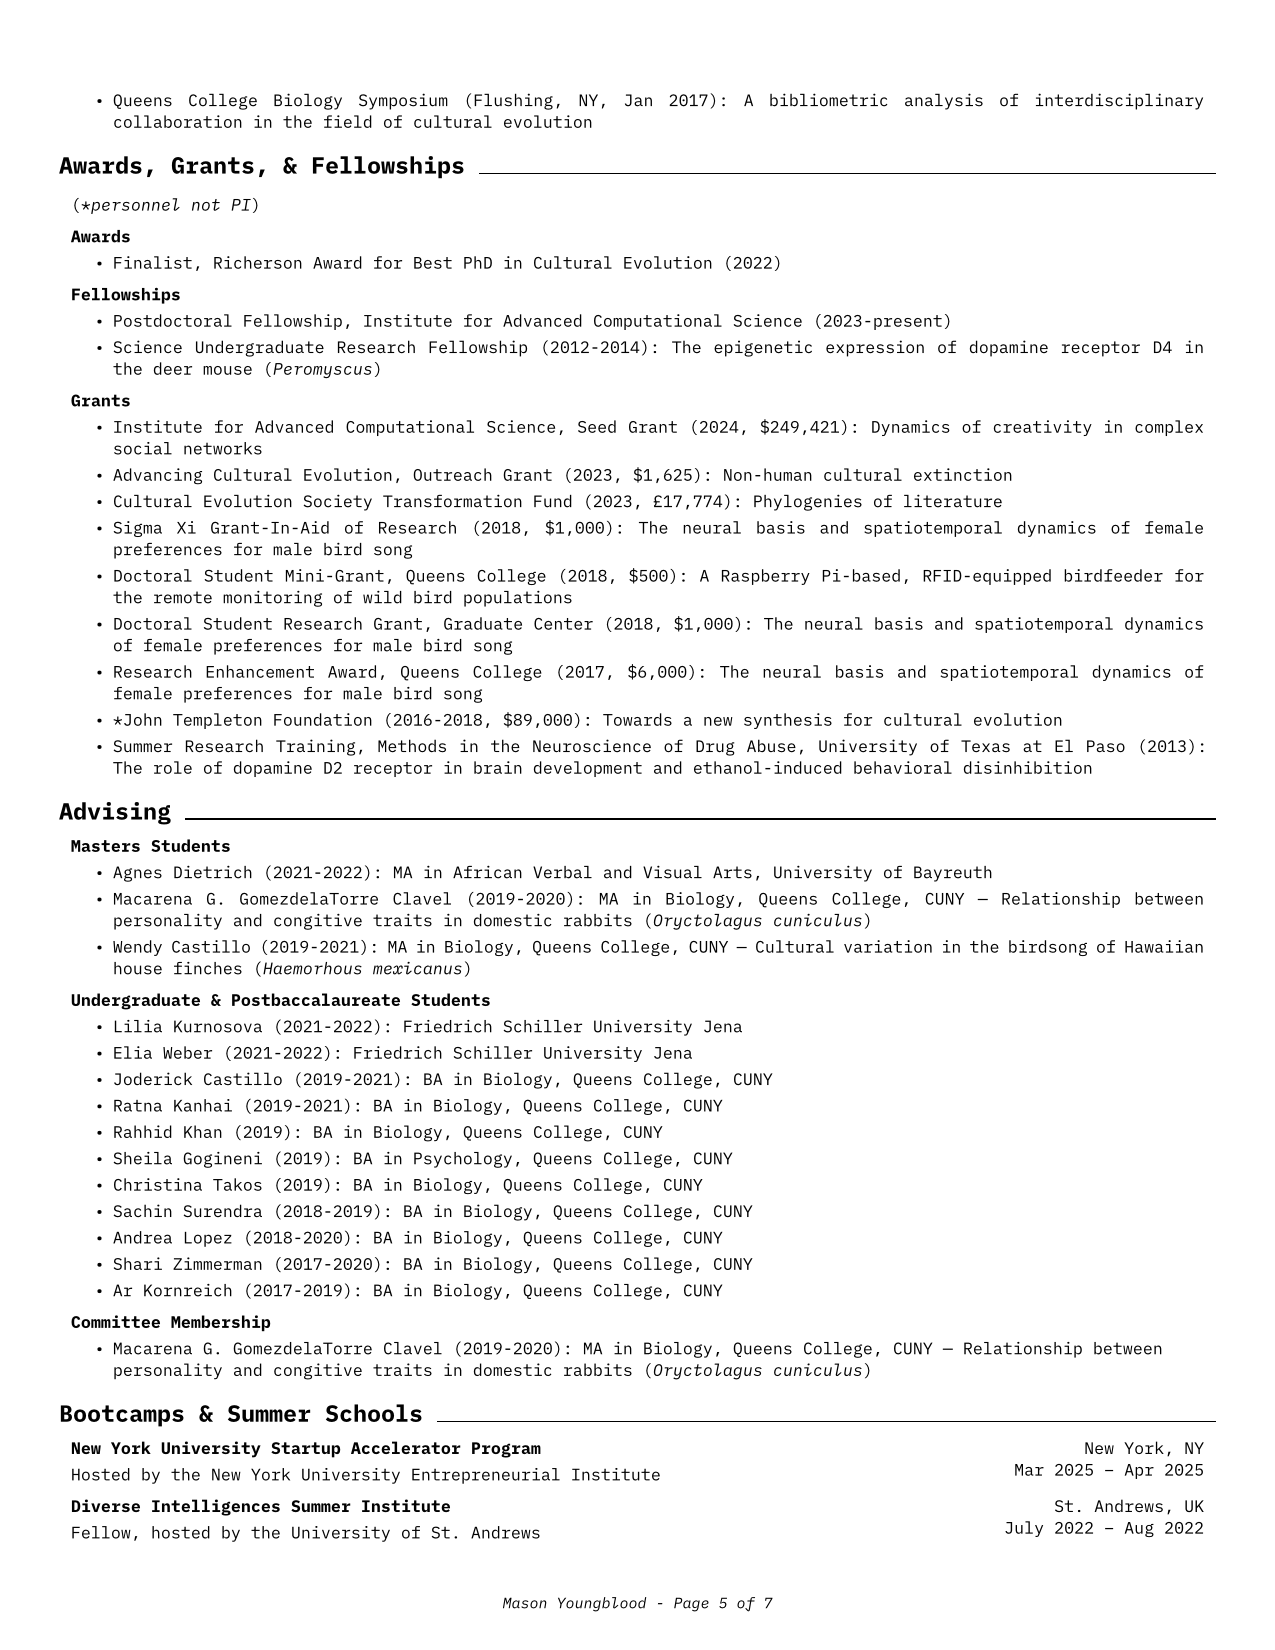 • Queens College Biology Symposium (Flushing, NY, Jan 2017): A bibliometric analysis of interdisciplinary
collaboration in the field of cultural evolution
Awards, Grants, & Fellowships
(*personnel not PI)
Awards
• Finalist, Richerson Award for Best PhD in Cultural Evolution (2022)
Fellowships
• Postdoctoral Fellowship, Institute for Advanced Computational Science (2023-present)
• Science Undergraduate Research Fellowship (2012-2014): The epigenetic expression of dopamine receptor D4 in
the deer mouse (Peromyscus)
Grants
• Institute for Advanced Computational Science, Seed Grant (2024, $249,421): Dynamics of creativity in complex
social networks
• Advancing Cultural Evolution, Outreach Grant (2023, $1,625): Non-human cultural extinction
• Cultural Evolution Society Transformation Fund (2023, £17,774): Phylogenies of literature
• Sigma Xi Grant-In-Aid of Research (2018, $1,000): The neural basis and spatiotemporal dynamics of female
preferences for male bird song
• Doctoral Student Mini-Grant, Queens College (2018, $500): A Raspberry Pi-based, RFID-equipped birdfeeder for
the remote monitoring of wild bird populations
• Doctoral Student Research Grant, Graduate Center (2018, $1,000): The neural basis and spatiotemporal dynamics
of female preferences for male bird song
• Research Enhancement Award, Queens College (2017, $6,000): The neural basis and spatiotemporal dynamics of
female preferences for male bird song
• *John Templeton Foundation (2016-2018, $89,000): Towards a new synthesis for cultural evolution
• Summer Research Training, Methods in the Neuroscience of Drug Abuse, University of Texas at El Paso (2013):
The role of dopamine D2 receptor in brain development and ethanol-induced behavioral disinhibition
Advising
Masters Students
• Agnes Dietrich (2021-2022): MA in African Verbal and Visual Arts, University of Bayreuth
• Macarena G. GomezdelaTorre Clavel (2019-2020): MA in Biology, Queens College, CUNY — Relationship between
personality and congitive traits in domestic rabbits (Oryctolagus cuniculus)
• Wendy Castillo (2019-2021): MA in Biology, Queens College, CUNY — Cultural variation in the birdsong of Hawaiian
house finches (Haemorhous mexicanus)
Undergraduate & Postbaccalaureate Students
• Lilia Kurnosova (2021-2022): Friedrich Schiller University Jena
• Elia Weber (2021-2022): Friedrich Schiller University Jena
• Joderick Castillo (2019-2021): BA in Biology, Queens College, CUNY
• Ratna Kanhai (2019-2021): BA in Biology, Queens College, CUNY
• Rahhid Khan (2019): BA in Biology, Queens College, CUNY
• Sheila Gogineni (2019): BA in Psychology, Queens College, CUNY
• Christina Takos (2019): BA in Biology, Queens College, CUNY
• Sachin Surendra (2018-2019): BA in Biology, Queens College, CUNY
• Andrea Lopez (2018-2020): BA in Biology, Queens College, CUNY
• Shari Zimmerman (2017-2020): BA in Biology, Queens College, CUNY
• Ar Kornreich (2017-2019): BA in Biology, Queens College, CUNY
Committee Membership
• Macarena G. GomezdelaTorre Clavel (2019-2020): MA in Biology, Queens College, CUNY — Relationship between
personality and congitive traits in domestic rabbits (Oryctolagus cuniculus)
Bootcamps & Summer Schools
New York University Startup Accelerator Program
New York, NY
Hosted by the New York University Entrepreneurial Institute
Mar 2025 – Apr 2025
Diverse Intelligences Summer Institute
St. Andrews, UK
Fellow, hosted by the University of St. Andrews
July 2022 – Aug 2022
Mason Youngblood - Page 5 of 7